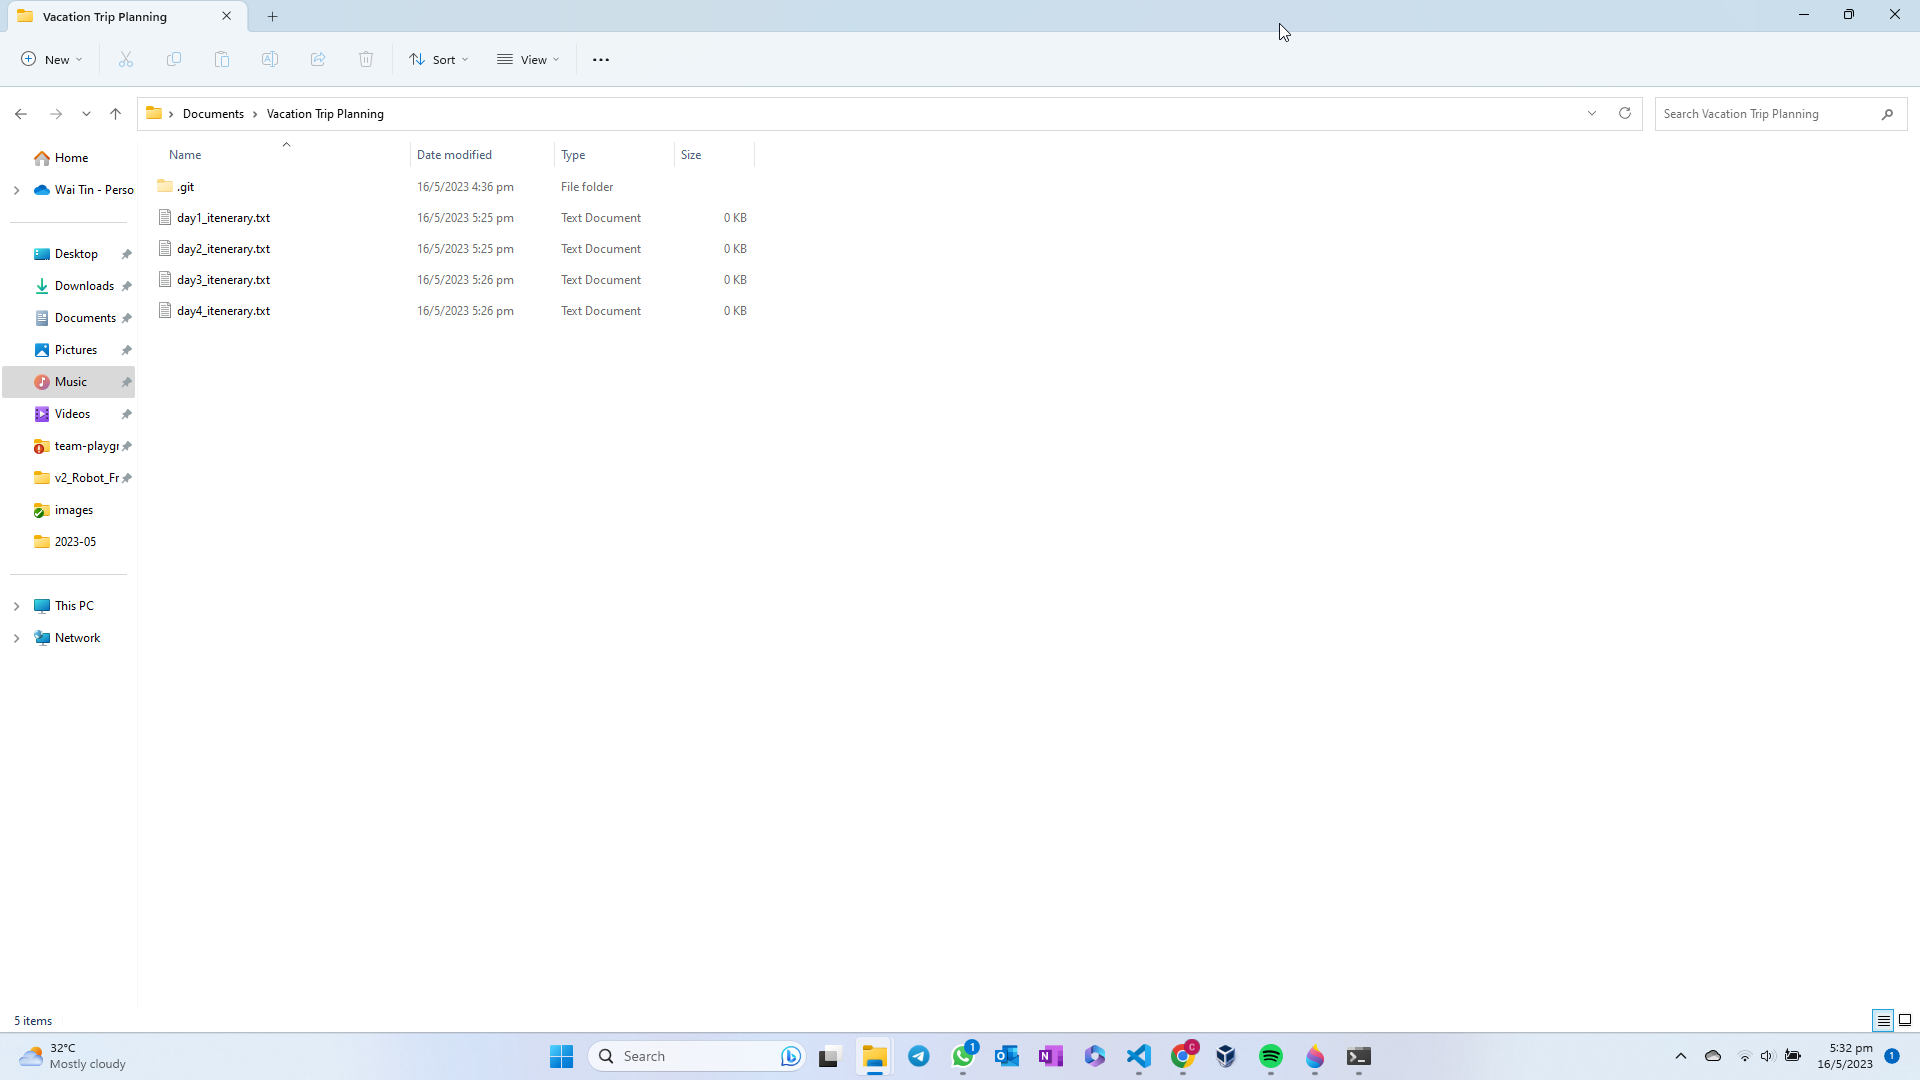 Vacation Trip Planning
New
Sort
View
Documents
Vacation Trip Planning
Search Vacation Trip Planning
Name
Date modified
Type
Size
.git
16/5/2023 4:36 pm
File folder
day1_itenerary.txt
16/5/2023 5:25 pm
Text Document
0 KB
day2_itenerary.txt
16/5/2023 5:25 pm
Text Document
0 KB
day3_itenerary.txt
16/5/2023 5:26 pm
Text Document
0 KB
day4_itenerary.txt
16/5/2023 5:26 pm
Text Document
0 KB
Home
Wai Tin - Perso
Desktop
Downloads
Documents
Pictures
Music
Videos
team-playgr
v2_Robot_Fr
images
2023-05
This PC
Network
5 items
32°C
Mostly cloudy
Search
1
N
C
5:32 pm
16/5/2023
1